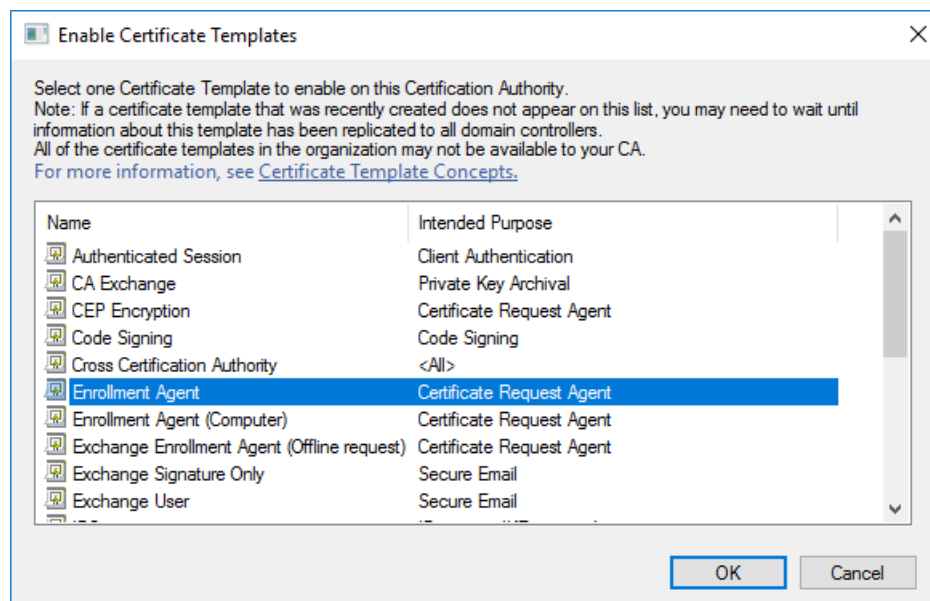 Enable Certificate Templates
Select one Certificate Template to enable on this Certification Authority.
Note: If a certificate template that was recently created does not appear on this list, you may need to wait until
information about this template has been replicated to all domain controllers.
All of the certificate templates in the organization may not be available to your CA.
For more information, see Certificate Template Concepts.
Name Intended Purpose
Authenticated Session Client Authentication
CA Exchange Private Key Archival
CEP Encryption Certificate Request Agent
Code Signing Code Signing
Cross Certification Authority <All>
Enrollment Agent Certificate Request Agent
Enrollment Agent (Computer) Certificate Request Agent
Exchange Enrollment Agent (Offline request) Certificate Request Agent
Exchange Signature Only Secure Email
Exchange User Secure Email
OK Cancel